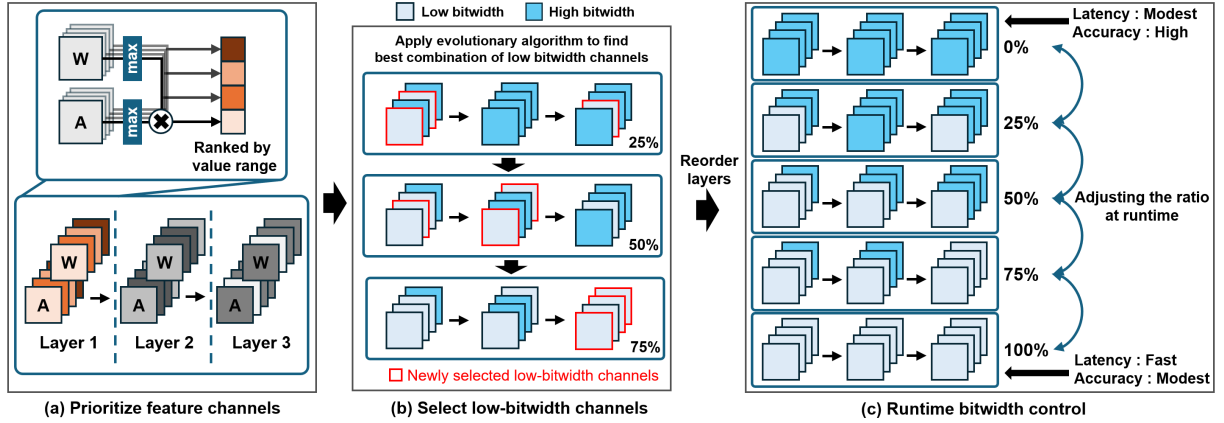 W
max
A
max
Ranked by
value range
W
A
W
A
W
A
Layer 1
Layer 2
Layer 3
(a) Prioritize feature channels
Low bitwidth
High bitwidth
Apply evolutionary algorithm to find
best combination of low bitwidth channels
25%
50%
75%
Newly selected low-bitwidth channels
(b) Select low-bitwidth channels
Reorder
layers
Latency : Modest
Accuracy : High
0%
25%
50%
Adjusting the ratio
at runtime
75%
100%
Latency : Fast
Accuracy : Modest
(c) Runtime bitwidth control